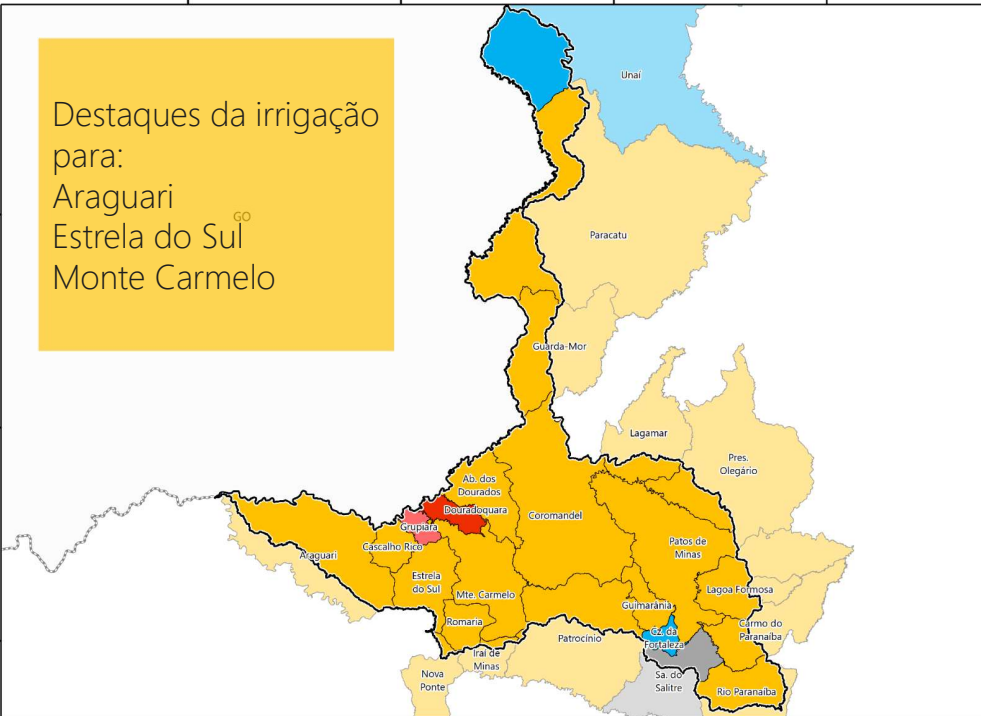 Destaques da irrigação
para:
Araguari
Estrela do Sul
Monte Carmelo
GO
Unaí
Paracatu
Guarda-Mor
Lagamar
Pres.
Olegário
Ab. dos
Dourados
Douradoquara
Coromandel
Grupiara
Cascalho Rico
Araguari
Patos de
Minas
Estrela
do Sul
Mte. Carmelo
Lagoa Formosa
Guimarânia
Romaria
Cz. da
Fortaleza
Carmo do
Paranaíba
Patrocínio
Iraí de
Minas
Nova
Ponte
Sa. do
Salitre
Rio Paranaíba